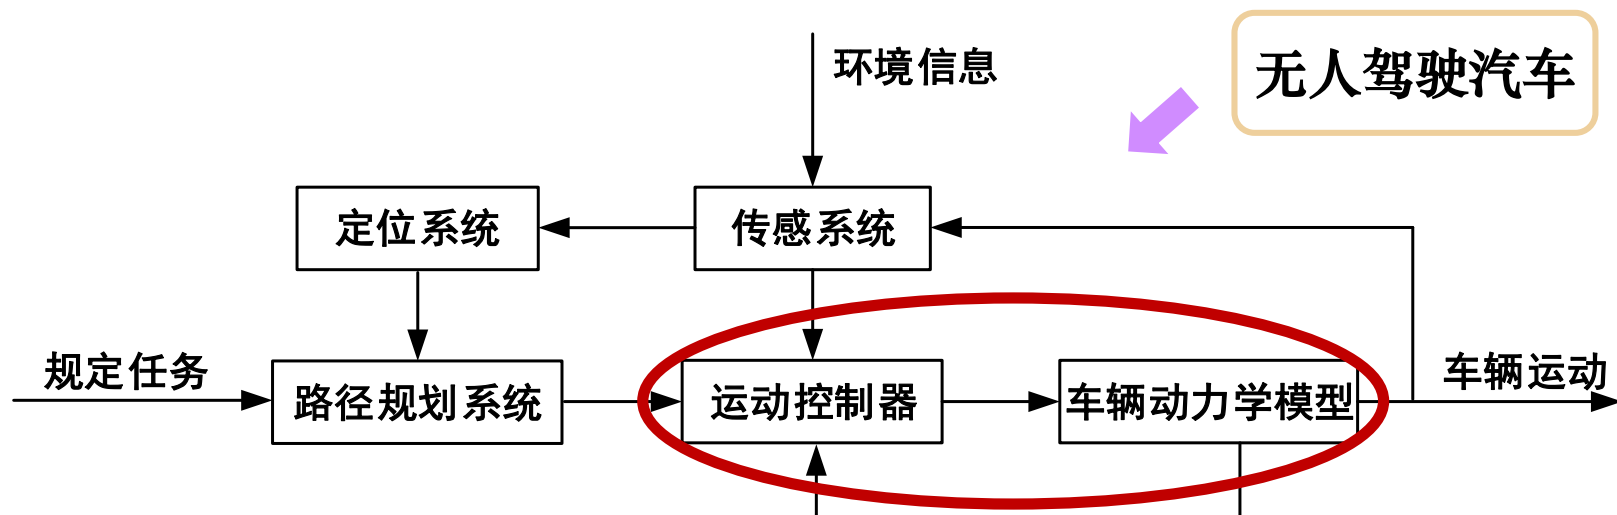 环境信息
无人驾驶汽车
定位系统
传感系统
规定任务
路径规划系统
运动控制器
车辆动力学模型
车辆运动